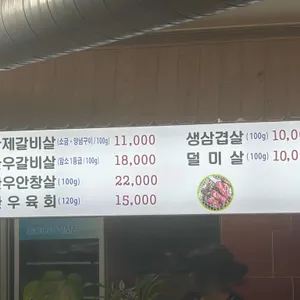 제갈비살 (소금·양념구이/100g) 11,000
우갈비살 (암소1등급/100g) 18,000
우안창살 (100g) 22,000
우육회 (120g) 15,000
생삼겹살 (100g) 10,0
덜미살 (100g) 10,0